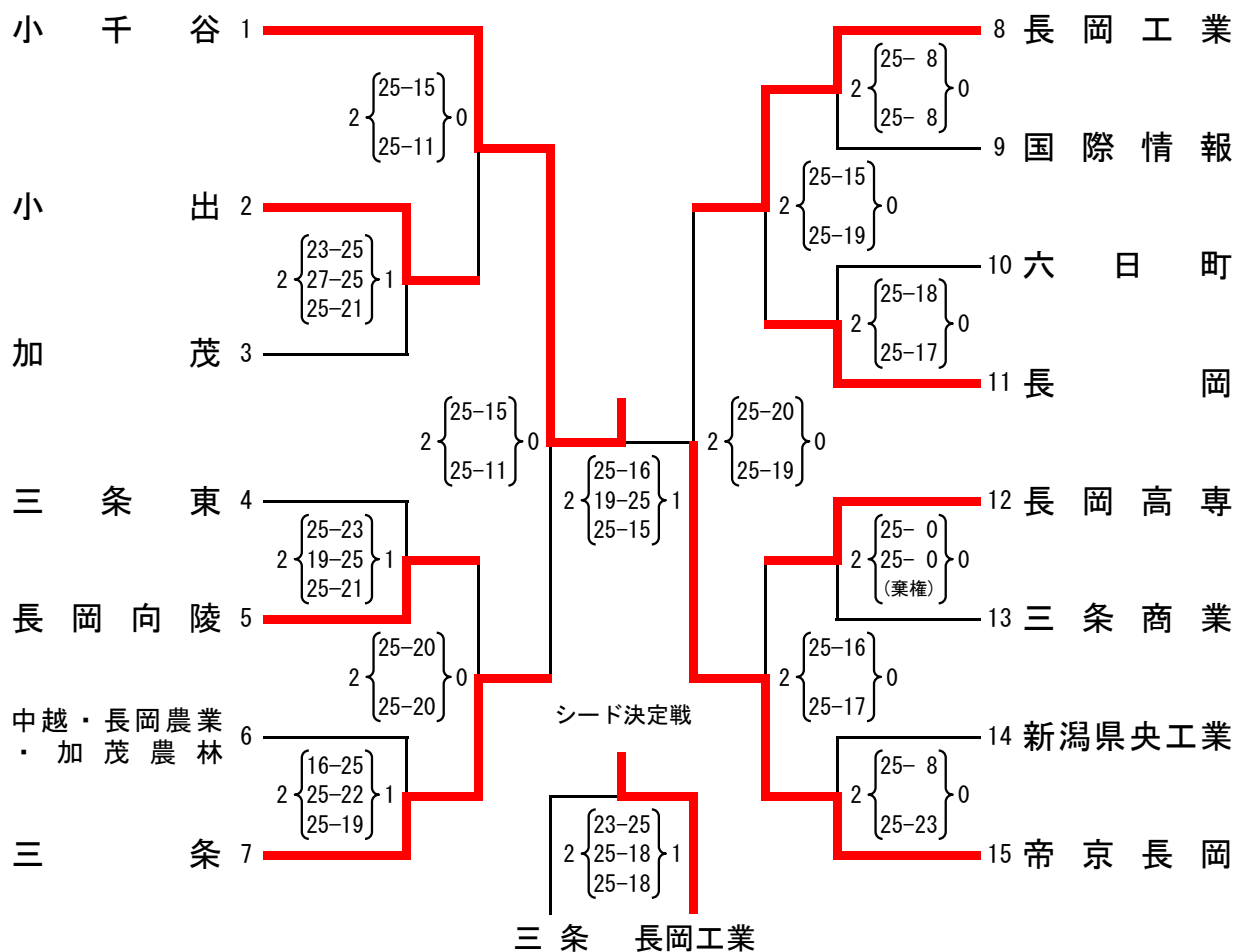 小千谷 1
2 25-15 0
25-11
小出 2
23-25
2 27-25 1
25-21
加茂 3
2 25-15 0
25-11
三条東 4
25-23
2 19-25 1
25-21
長岡向陵 5
2 25-20 0
25-20
中越・長岡農業
・加茂農林 6
16-25
2 25-22 1
25-19
三条 7
25-16
2 19-25 1
25-15
シード決定戦
23-25
2 25-18 1
25-18
三条 長岡工業
8 長岡工業
2 25- 8 0
25- 8
9 国際情報
2 25-15 0
25-19
10 六日町
2 25-18 0
25-17
11 長岡
2 25-20 0
25-19
12 長岡高専
25- 0
2 25- 0 0
(棄権)
13 三条商業
2 25-16 0
25-17
14 新潟県央工業
2 25- 8 0
25-23
15 帝京長岡